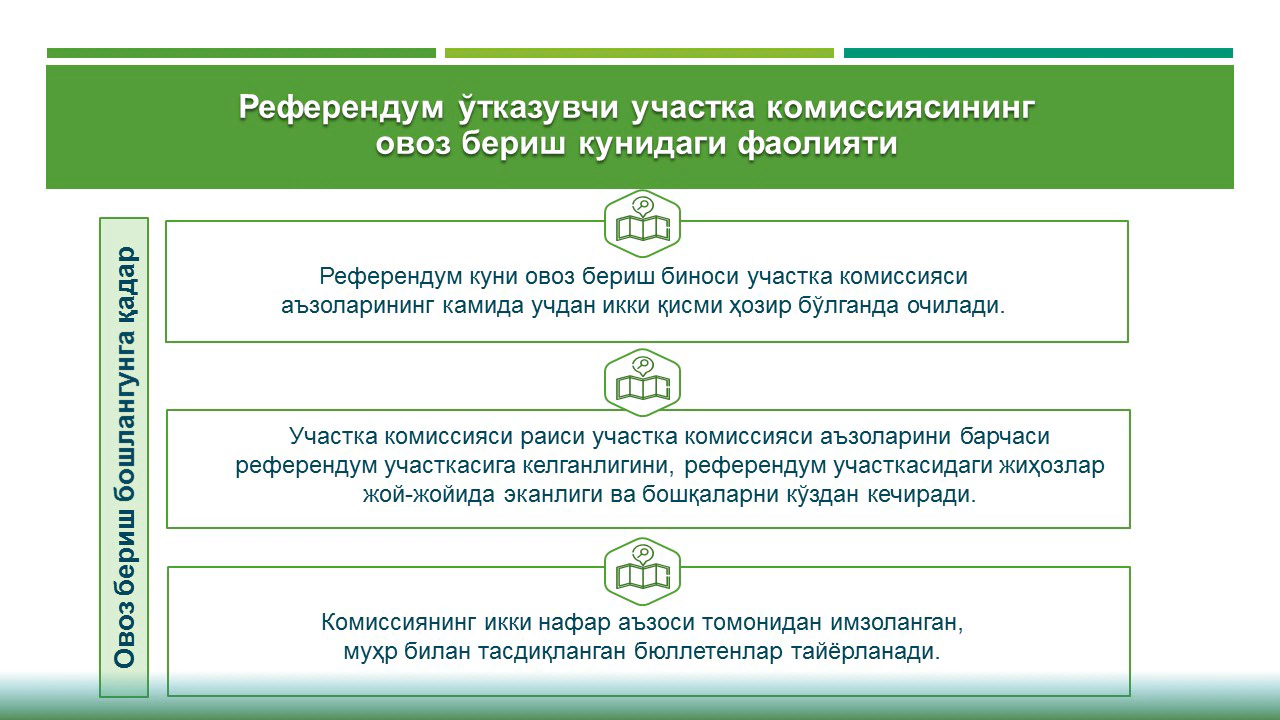 Референдум ўтказувчи участка комиссиясининг
овоз бериш кунидаги фаолияти
Овоз бериш бошлангунга қадар
Референдум куни овоз бериш биноси участка комиссияси
аъзоларининг камида учдан икки қисми ҳозир бўлганда очилади.
Участка комиссияси раиси участка комиссияси аъзоларини барчаси
референдум участкасига келганлигини, референдум участкасидаги жиҳозлар
жой-жойида эканлиги ва бошқаларни кўздан кечиради.
Комиссиянинг икки нафар аъзоси томонидан имзоланган,
муҳр билан тасдиқланган бюллетенлар тайёрланади.